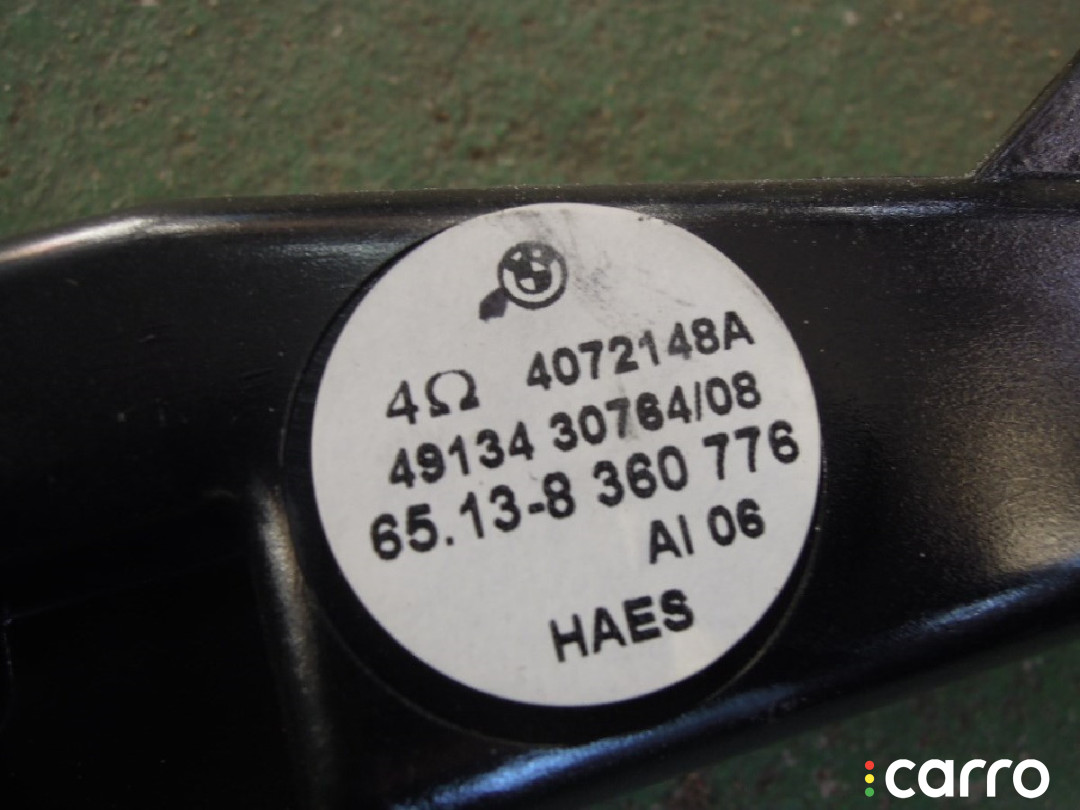 4Ω 4072148A
49134 30764/08
65.13-8 360 776
AI 06
HAES
carro